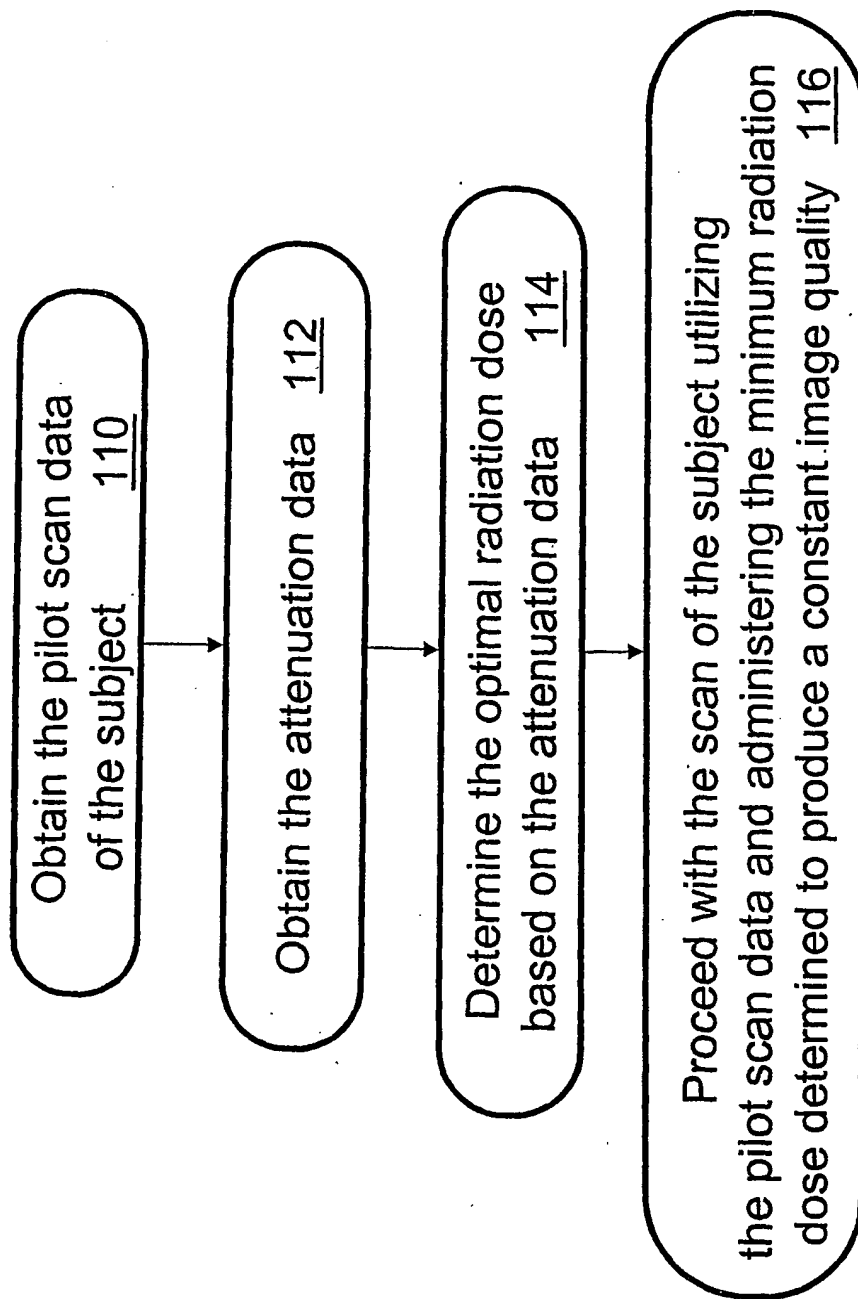 Obtain the pilot scan data
of the subject 110
Obtain the attenuation data 112
Determine the optimal radiation dose
based on the attenuation data 114
Proceed with the scan of the subject utilizing
the pilot scan data and administering the minimum radiation
dose determined to produce a constant image quality 116